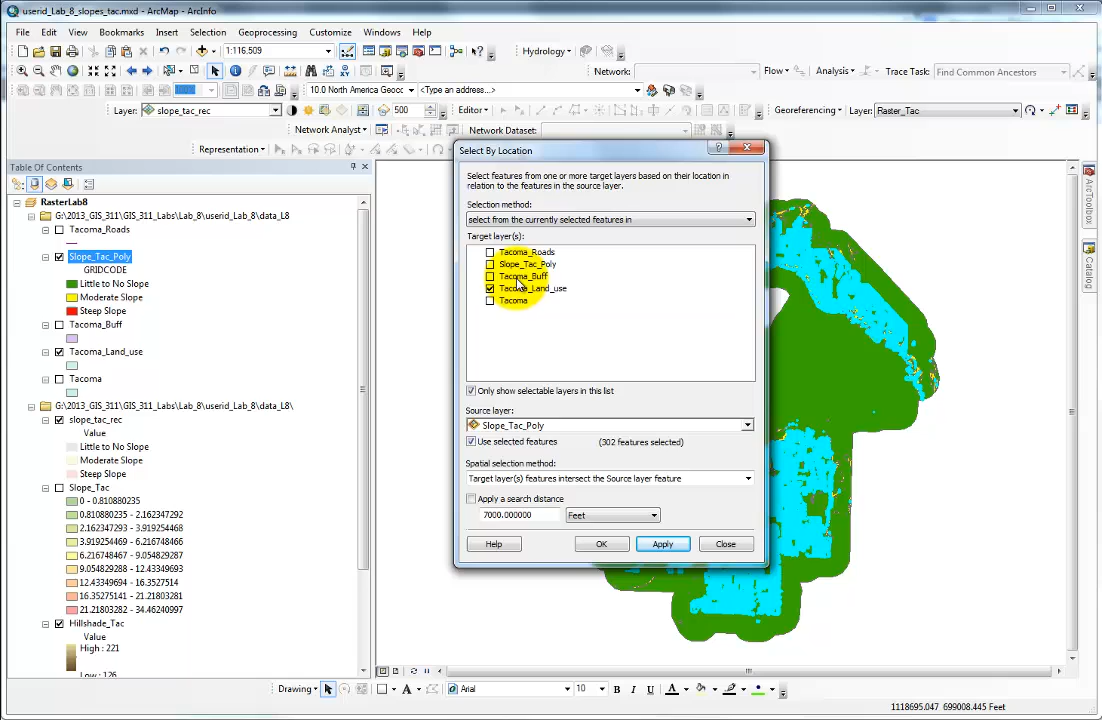 userid_Lab_8_slopes_tac.mxd - ArcMap - ArcInfo
File Edit View Bookmarks Insert Selection Geoprocessing Customize Windows Help
1:116,509
Hydrology
Network:
Flow
Analysis
Trace Task:
Find Common Ancestors
10.0 North America Geoc
<Type an address...>
Layer:
slope_tac_rec
500
Editor
Georeferencing
Layer:
Raster_Tac
Network Analyst
Network Dataset:
Representation
Table Of Contents
RasterLab8
G:\2013_GIS_311\GIS_311_Labs\Lab_8\userid_Lab_8\data_L8
Tacoma_Roads
Slope_Tac_Poly
GRIDCODE
Little to No Slope
Moderate Slope
Steep Slope
Tacoma_Buff
Tacoma_Land_use
Tacoma
G:\2013_GIS_311\GIS_311_Labs\Lab_8\userid_Lab_8\data_L8\
slope_tac_rec
Value
Little to No Slope
Moderate Slope
Steep Slope
Slope_Tac
0 - 0.810880235
0.810880236 - 2.162347292
2.162347293 - 3.919254468
3.919254469 - 6.216748486
6.216748487 - 9.054829287
9.054829288 - 12.43349693
12.43349694 - 16.3527514
16.35275141 - 21.21803281
21.21803282 - 34.46240997
Hillshade_Tac
Value
High : 221
Low : 126
Select By Location
Select features from one or more target layers based on their location in
relation to the features in the source layer.
Selection method:
select from the currently selected features in
Target layer(s):
Tacoma_Roads
Slope_Tac_Poly
Tacoma_Buff
Tacoma_Land_use
Tacoma
Only show selectable layers in this list
Source layer:
Slope_Tac_Poly
Use selected features
(302 features selected)
Spatial selection method:
Target layer(s) features intersect the Source layer feature
Apply a search distance
7000.000000
Feet
Help
OK
Apply
Close
ArcToolbox
Catalog
Drawing
A
Arial
10
B I U A
1118695.047 699008.445 Feet